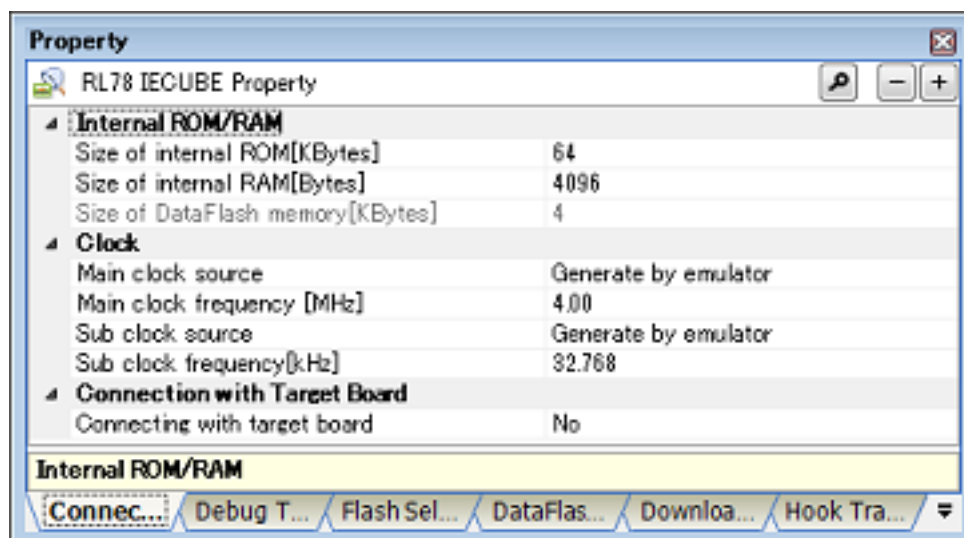 Property
RL78 IECUBE Property
Internal ROM/RAM
Size of internal ROM[KBytes] 64
Size of internal RAM[Bytes] 4096
Size of DataFlash memory[KBytes] 4
Clock
Main clock source Generate by emulator
Main clock frequency [MHz] 4.00
Sub clock source Generate by emulator
Sub clock frequency[kHz] 32.768
Connection with Target Board
Connecting with target board No
Internal ROM/RAM
Connec... Debug T... Flash Sel... DataFlas... Downloa... Hook Tra...